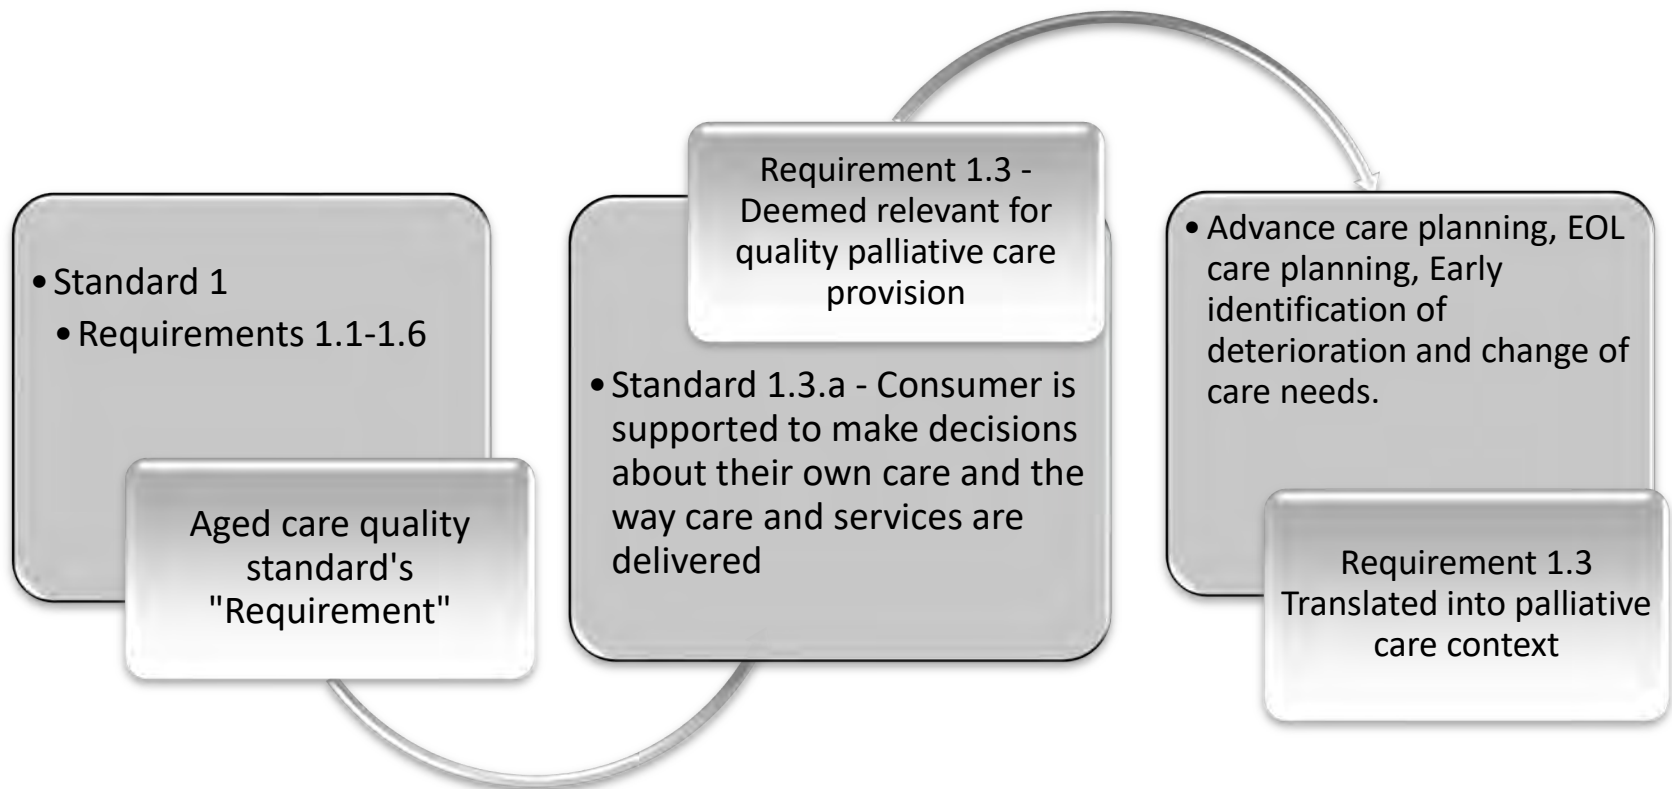 • Standard 1
• Requirements 1.1-1.6
Aged care quality
standard's
"Requirement"
Requirement 1.3 -
Deemed relevant for
quality palliative care
provision
• Standard 1.3.a - Consumer is
supported to make decisions
about their own care and the
way care and services are
delivered
• Advance care planning, EOL
care planning, Early
identification of
deterioration and change of
care needs.
Requirement 1.3
Translated into palliative
care context